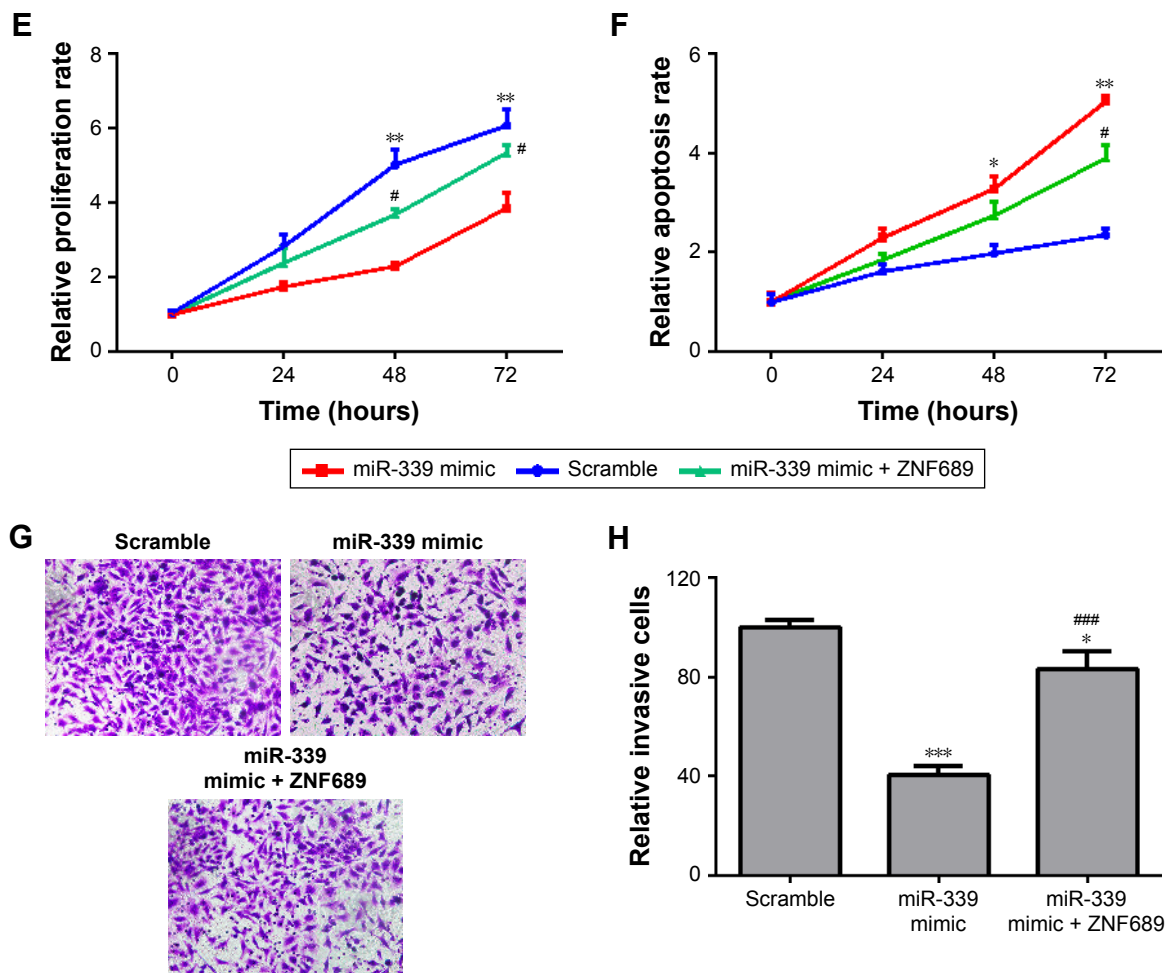 E
Relative proliferation rate
8
6
4
2
0
**
**
#
#
0 24 48 72
Time (hours)
F
Relative apoptosis rate
6
4
2
0
*
**
#
0 24 48 72
Time (hours)
miR-339 mimic Scramble miR-339 mimic + ZNF689
G
Scramble
miR-339 mimic
miR-339
mimic + ZNF689
H
Relative invasive cells
120
80
40
0
***
###
*
Scramble
miR-339
mimic
miR-339
mimic + ZNF689